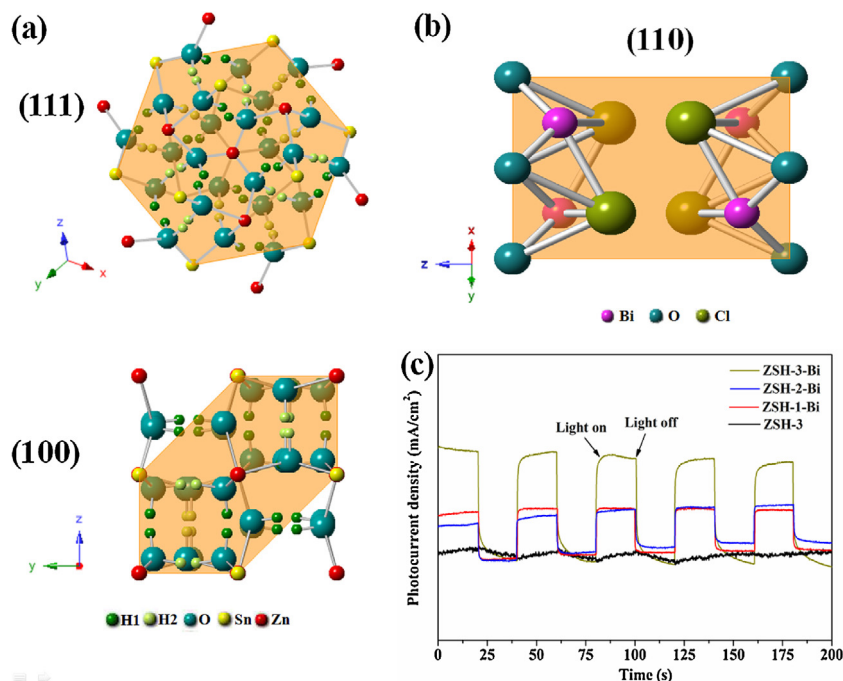 (a)
(111)
z
y
x
(b)
(110)
x
z
y
Bi O Cl
(100)
z
y
x
H1 H2 O Sn Zn
(c)
ZSH-3-Bi
ZSH-2-Bi
ZSH-1-Bi
ZSH-3
Light on
Light off
Photocurrent density (mA/cm²)
0 25 50 75 100 125 150 175 200
Time (s)